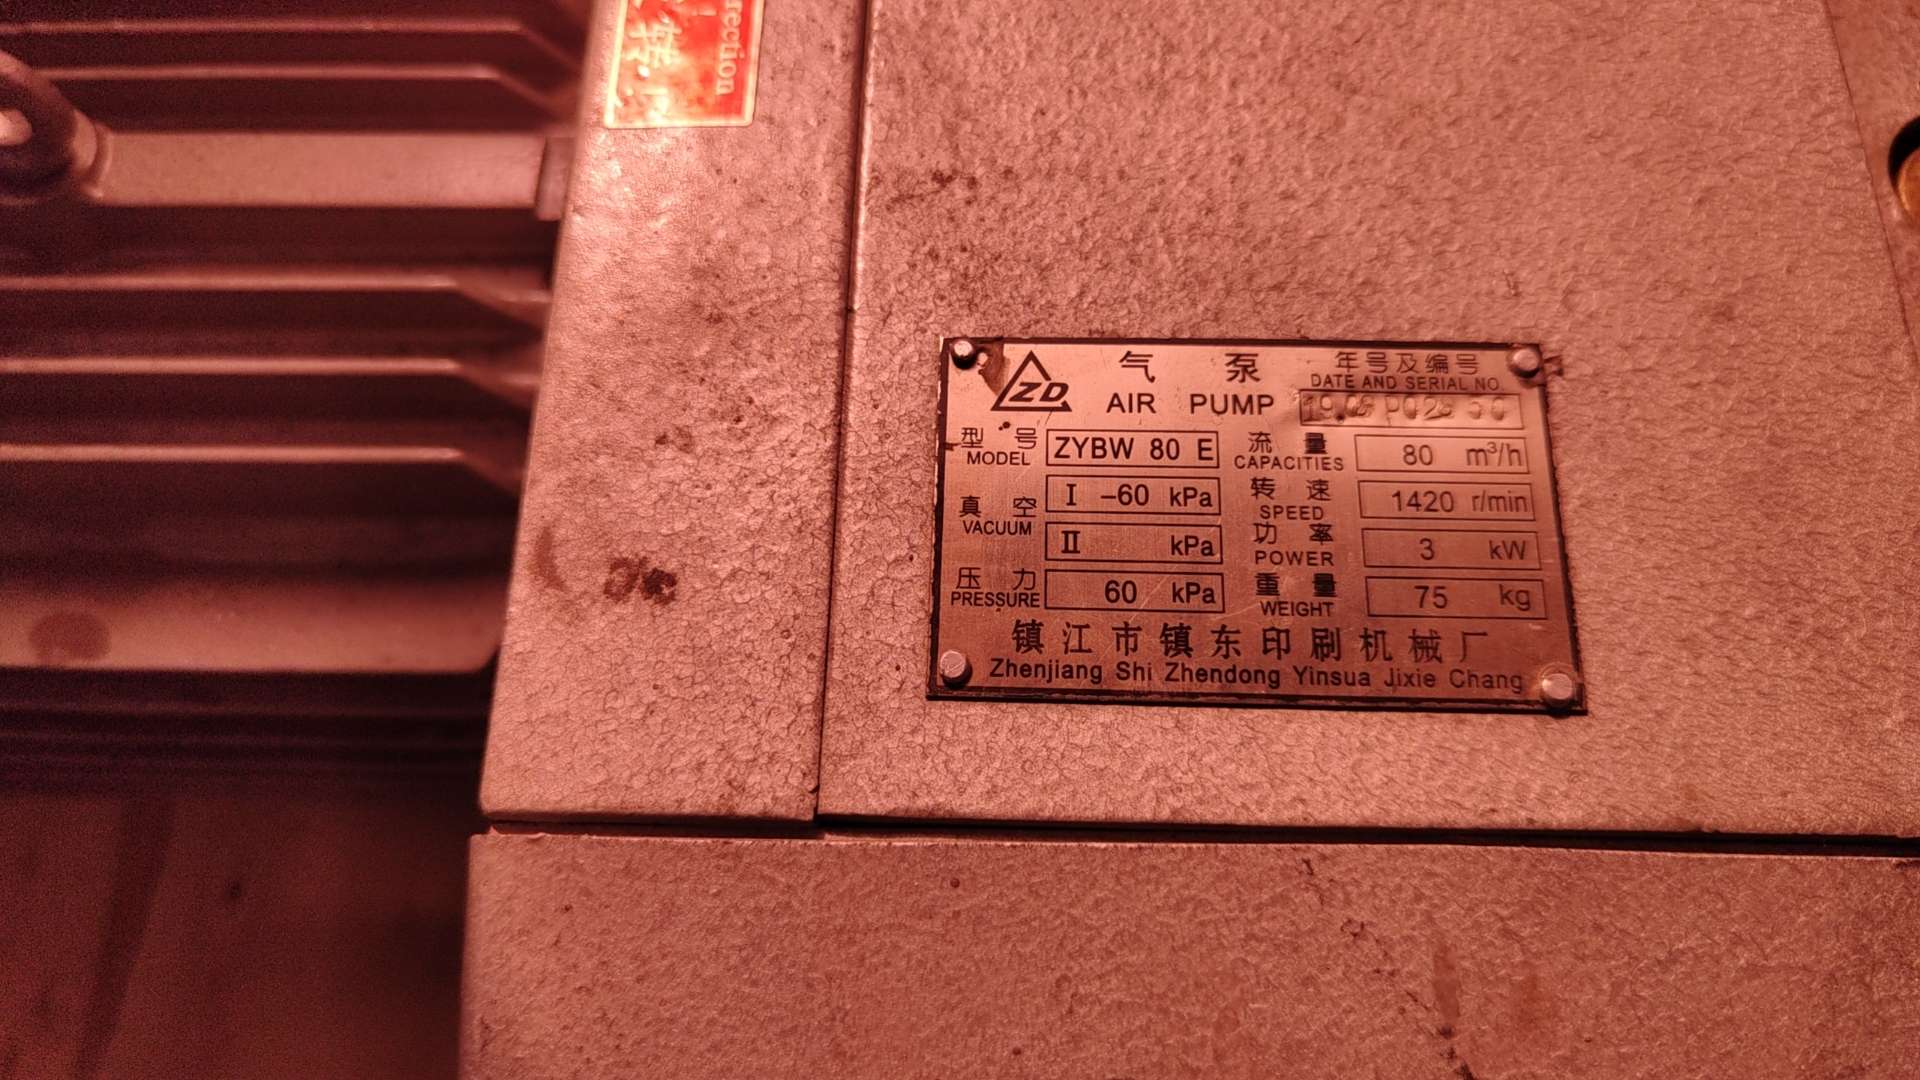 rection
转
ZD
气 泵
AIR PUMP
年号及编号
DATE AND SERIAL NO.
型 号
MODEL
ZYBW 80 E
流 量
CAPACITIES
80 m³/h
真 空
VACUUM
I -60 kPa
转 速
SPEED
1420 r/min
II kPa
功 率
POWER
3 kW
压 力
PRESSURE
60 kPa
重 量
WEIGHT
75 kg
镇江市镇东印刷机械厂
Zhenjiang Shi Zhendong Yinsua Jixie Chang